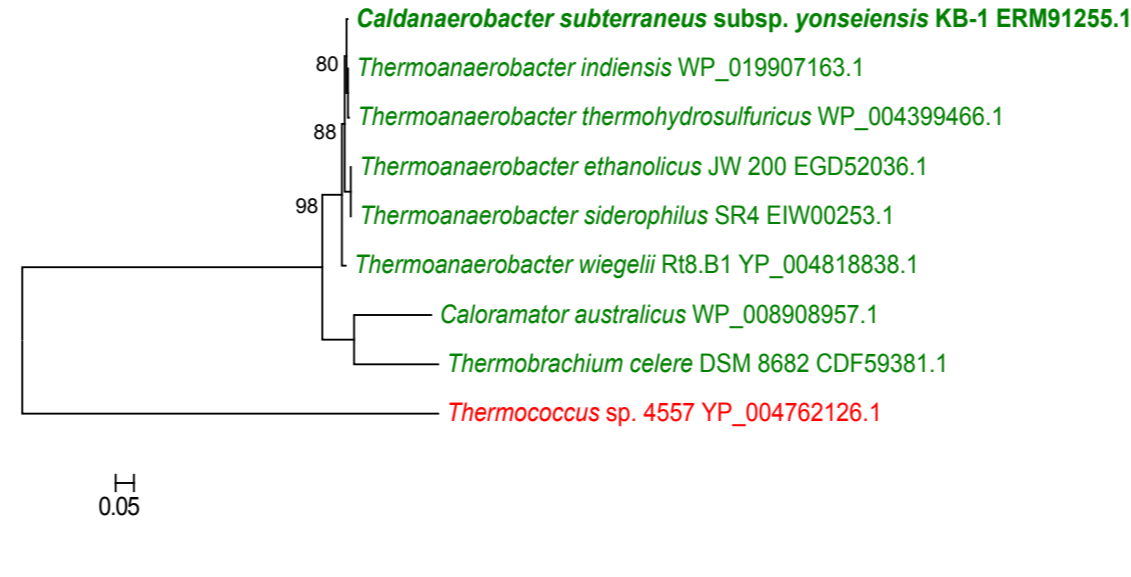 Caldanaerobacter subterraneus subsp. yonseiensis KB-1 ERM91255.1
80
Thermoanaerobacter indiensis WP_019907163.1
Thermoanaerobacter thermohydrosulfuricus WP_004399466.1
88
Thermoanaerobacter ethanolicus JW 200 EGD52036.1
98
Thermoanaerobacter siderophilus SR4 EIW00253.1
Thermoanaerobacter wiegelii Rt8.B1 YP_004818838.1
Caloramator australicus WP_008908957.1
Thermobrachium celere DSM 8682 CDF59381.1
Thermococcus sp. 4557 YP_004762126.1
0.05